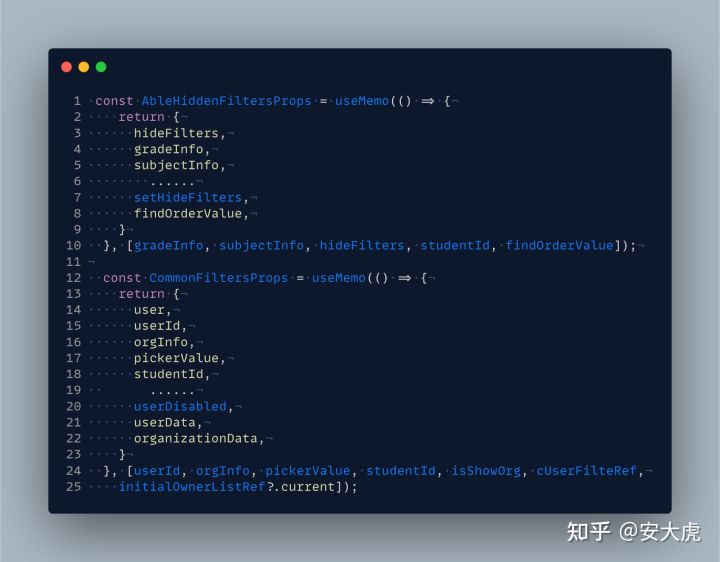 1 const AbleHiddenFiltersProps = useMemo(() => {
2 return {
3 hideFilters,
4 gradeInfo,
5 subjectInfo,
6 ......
7 setHideFilters,
8 findOrderValue,
9 }
10 }, [gradeInfo, subjectInfo, hideFilters, studentId, findOrderValue]);
11
12 const CommonFiltersProps = useMemo(() => {
13 return {
14 user,
15 userId,
16 orgInfo,
17 pickerValue,
18 studentId,
19 ......
20 userDisabled,
21 userData,
22 organizationData,
23 }
24 }, [userId, orgInfo, pickerValue, studentId, isShowOrg, cUserFilteRef,
25 initialOwnerListRef?.current]);
知乎 @安大虎